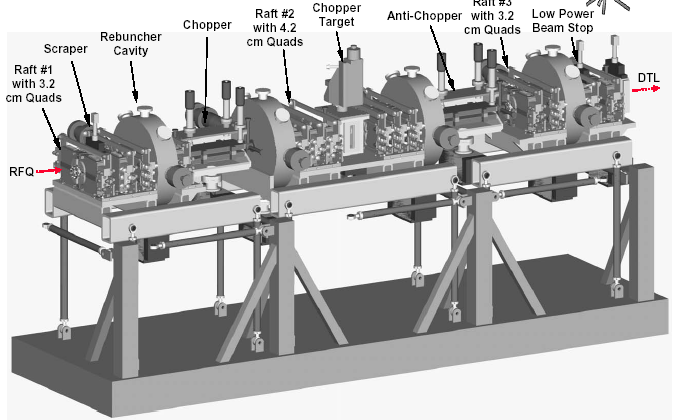 Raft #1
with 3.2
cm Quads
Scraper
Rebuncher
Cavity
Chopper
Raft #2
with 4.2
cm Quads
Chopper
Target
Anti-Chopper
Raft #3
with 3.2
cm Quads
Low Power
Beam Stop
DTL
RFQ